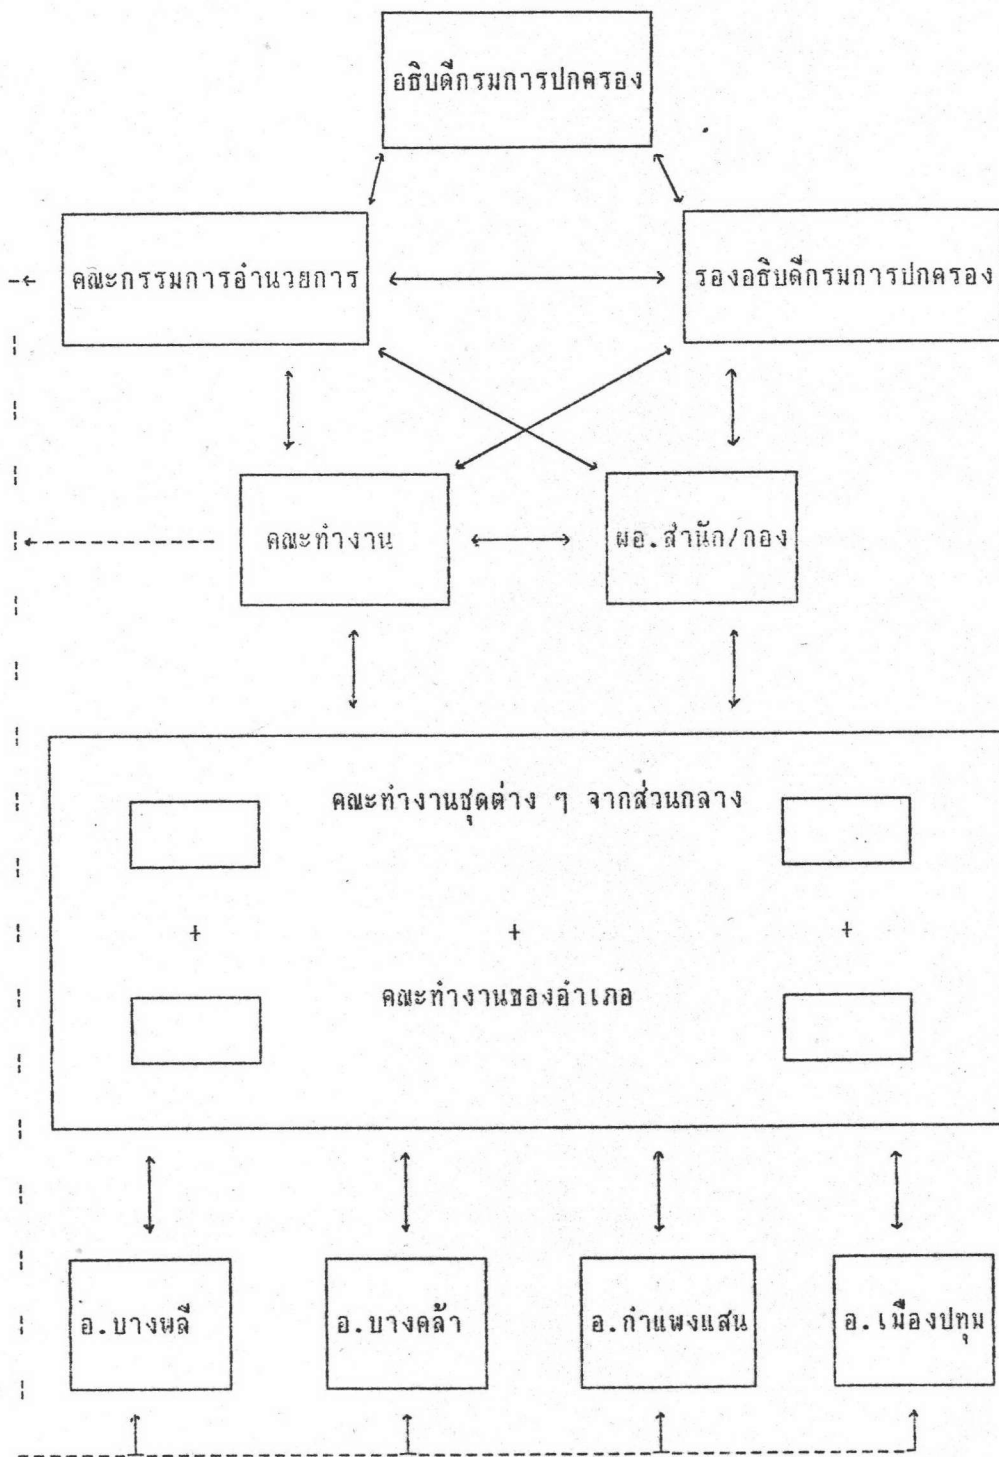 อธิบดีกรมการปกครอง
คณะกรรมการอำนวยการ
รองอธิบดีกรมการปกครอง
คณะทำงาน
ผอ.สำนัก/กอง
คณะทำงานชุดต่าง ๆ จากส่วนกลาง
+ + +
คณะทำงานของอำเภอ
อ.บางพลี
อ.บางคล้า
อ.กำแพงแสน
อ.เมืองปทุม